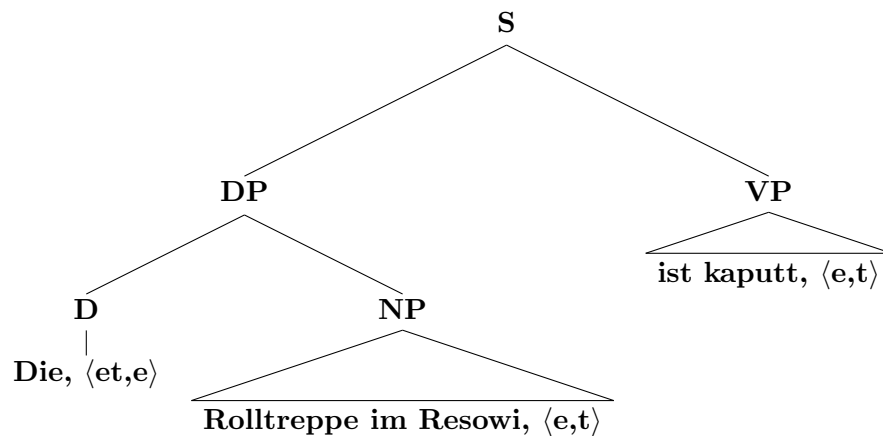 S
DP VP
ist kaputt, ⟨e,t⟩
D NP
Die, ⟨et,e⟩
Rolltreppe im Resowi, ⟨e,t⟩